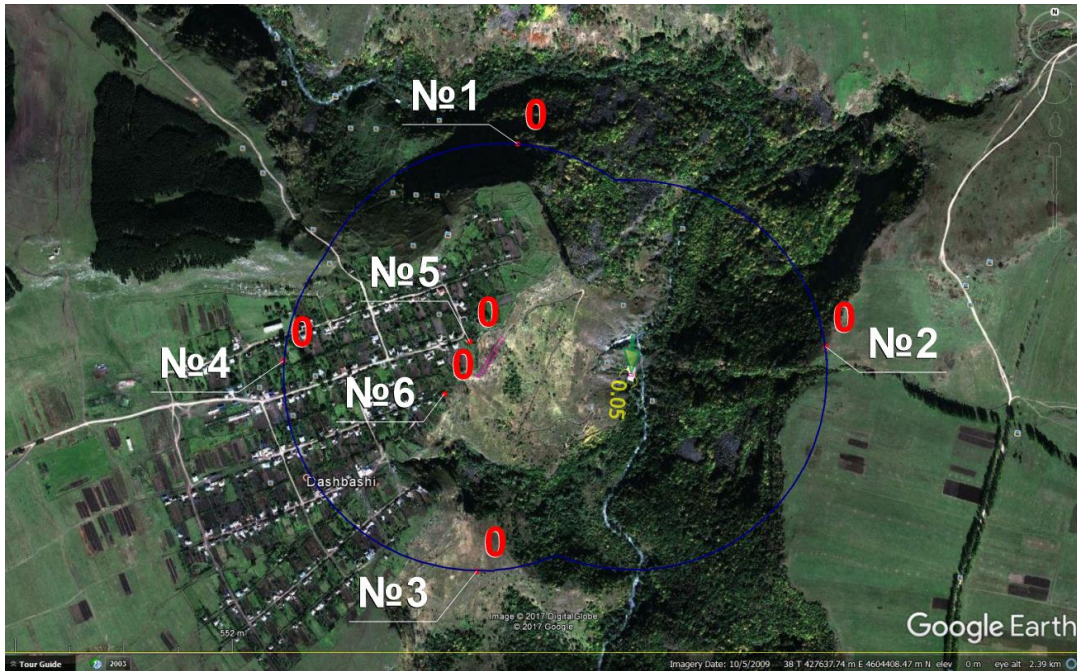 №1
0
№5
0
0
0
№2
№4
0
№6
0.05
Dashbashi
0
№3
Image © 2017 DigitalGlobe
© 2017 Google
Google Earth
552 m
N
Tour Guide
2003
Imagery Date: 10/5/2009 38 T 427637.74 m E 4604408.47 m N elev 0 m eye alt 2.39 km